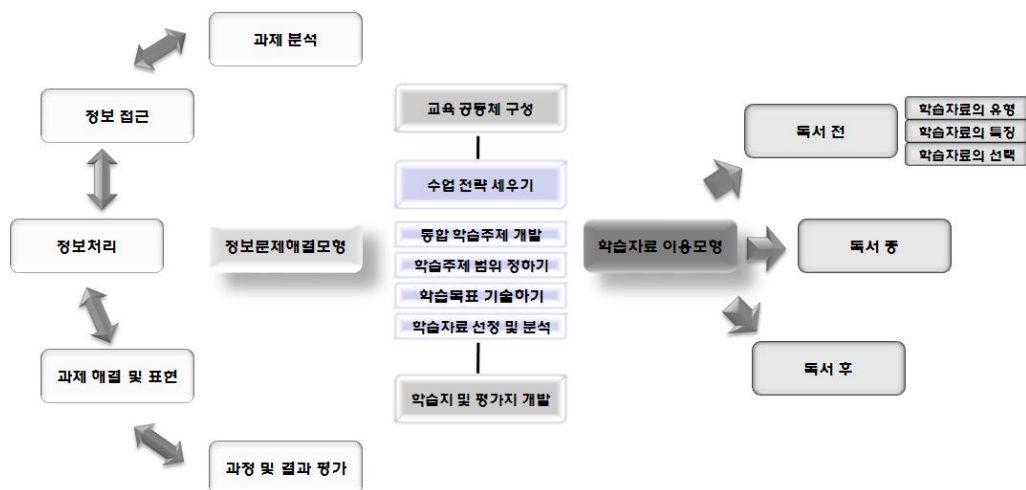 과제 분석
정보 접근
정보처리
과제 해결 및 표현
과정 및 결과 평가
정보문제해결모형
교육 공동체 구성
수업 전략 세우기
통합 학습주제 개발
학습주제 범위 정하기
학습목표 기술하기
학습자료 선정 및 분석
학습지 및 평가지 개발
학습자료 이용모형
독서 전
학습자료의 유형
학습자료의 특징
학습자료의 선택
독서 중
독서 후